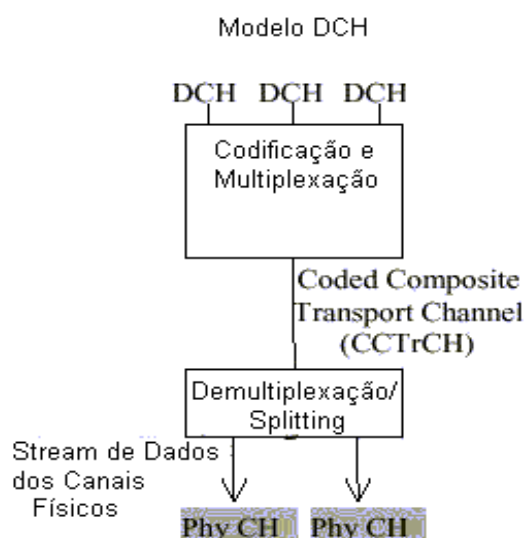 Modelo DCH
DCH DCH DCH
Codificação e
Multiplexação
Coded Composite
Transport Channel
(CCTrCH)
Demultiplexação/
Splitting
Stream de Dados
dos Canais
Físicos
Phy CH Phy CH